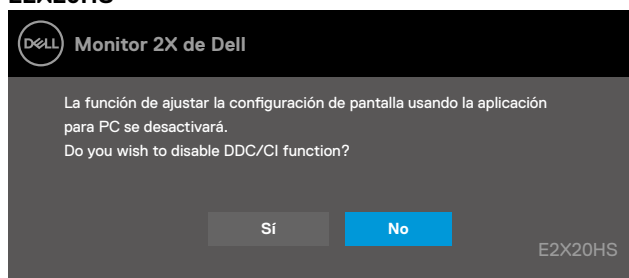 E2X20HS
DELL Monitor 2X de Dell
La función de ajustar la configuración de pantalla usando la aplicación
para PC se desactivará.
Do you wish to disable DDC/CI function?
Sí No
E2X20HS